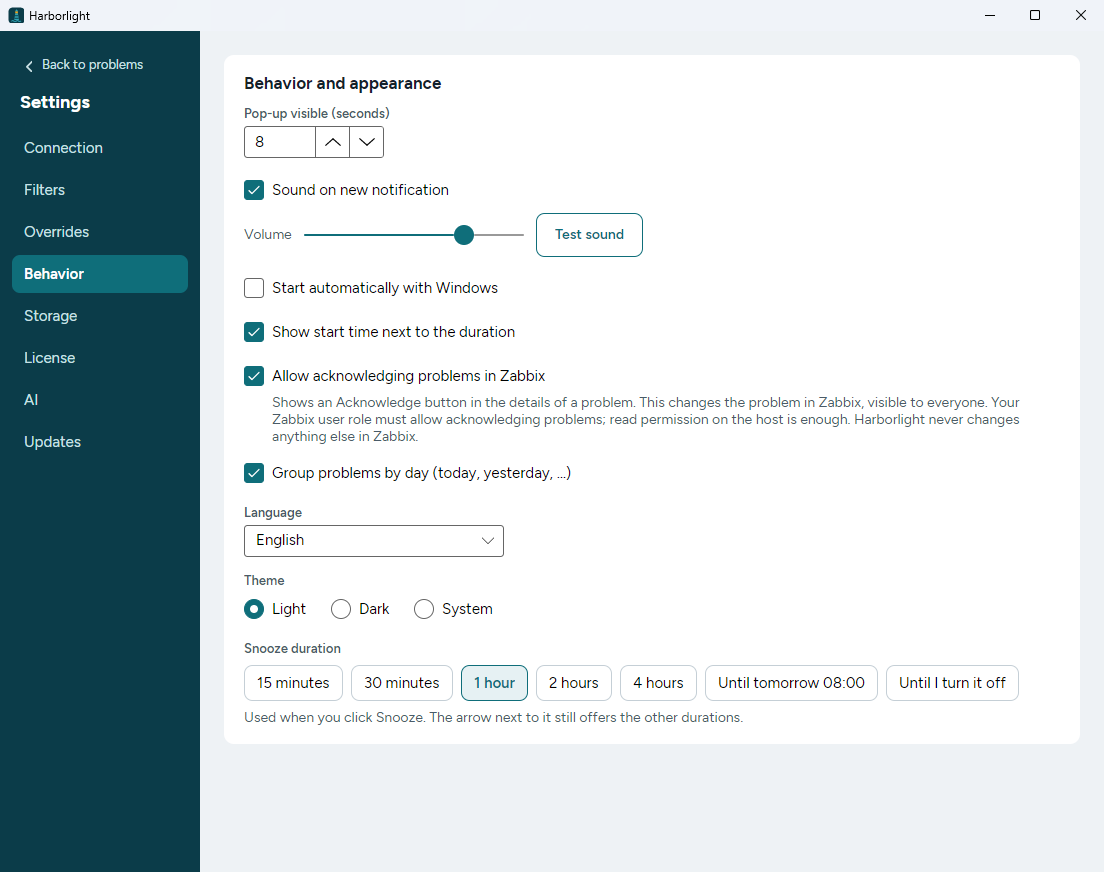 Harborlight
Back to problems
Settings
Connection
Filters
Overrides
Behavior
Storage
License
AI
Updates
Behavior and appearance
Pop-up visible (seconds)
8
Sound on new notification
Volume
Test sound
Start automatically with Windows
Show start time next to the duration
Allow acknowledging problems in Zabbix
Shows an Acknowledge button in the details of a problem. This changes the problem in Zabbix, visible to everyone. Your
Zabbix user role must allow acknowledging problems; read permission on the host is enough. Harborlight never changes
anything else in Zabbix.
Group problems by day (today, yesterday, ...)
Language
English
Theme
Light Dark System
Snooze duration
15 minutes 30 minutes 1 hour 2 hours 4 hours Until tomorrow 08:00 Until I turn it off
Used when you click Snooze. The arrow next to it still offers the other durations.